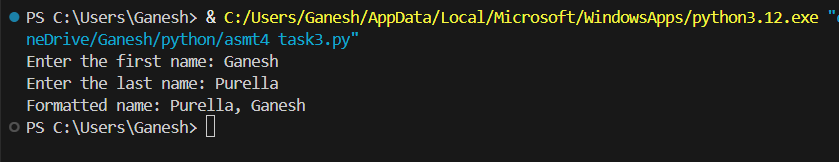 PS C:\Users\Ganesh> & C:/Users/Ganesh/AppData/Local/Microsoft/WindowsApps/python3.12.exe "
neDrive/Ganesh/python/asmt4 task3.py"
Enter the first name: Ganesh
Enter the last name: Purella
Formatted name: Purella, Ganesh
PS C:\Users\Ganesh>